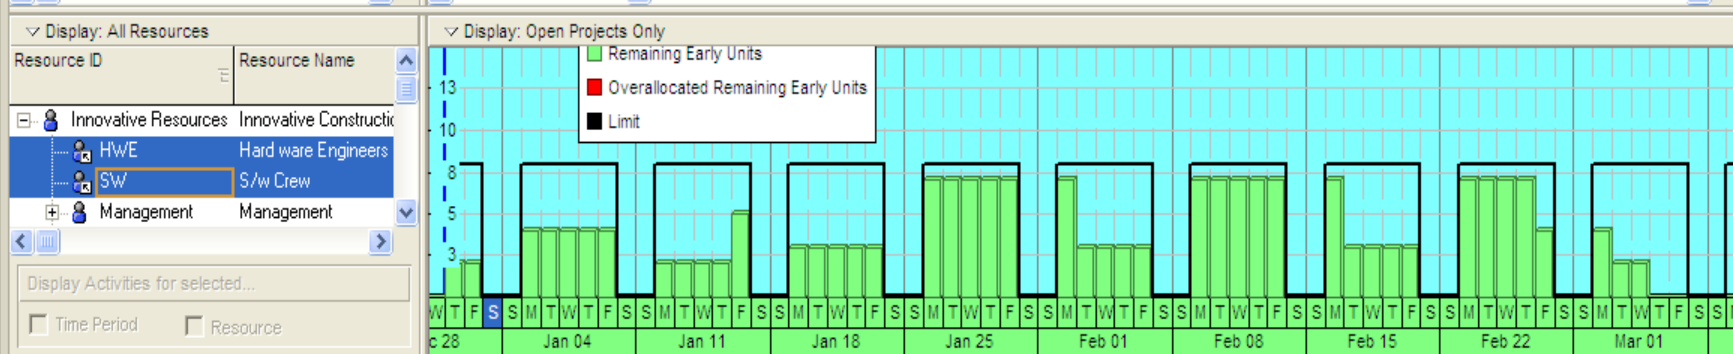 Display: All Resources
Resource ID Resource Name
Innovative Resources Innovative Constructi
HWE Hard ware Engineers
SW S/w Crew
Management Management
Display Activities for selected...
Time Period Resource
Display: Open Projects Only
Remaining Early Units
Overallocated Remaining Early Units
Limit
13
10
8
5
3
W T F S S M T W T F S S M T W T F S S M T W T F S S M T W T F S S M T W T F S S M T W T F S S M T W T F S S M T W T F S S M T W T F S S
c 28 Jan 04 Jan 11 Jan 18 Jan 25 Feb 01 Feb 08 Feb 15 Feb 22 Mar 01